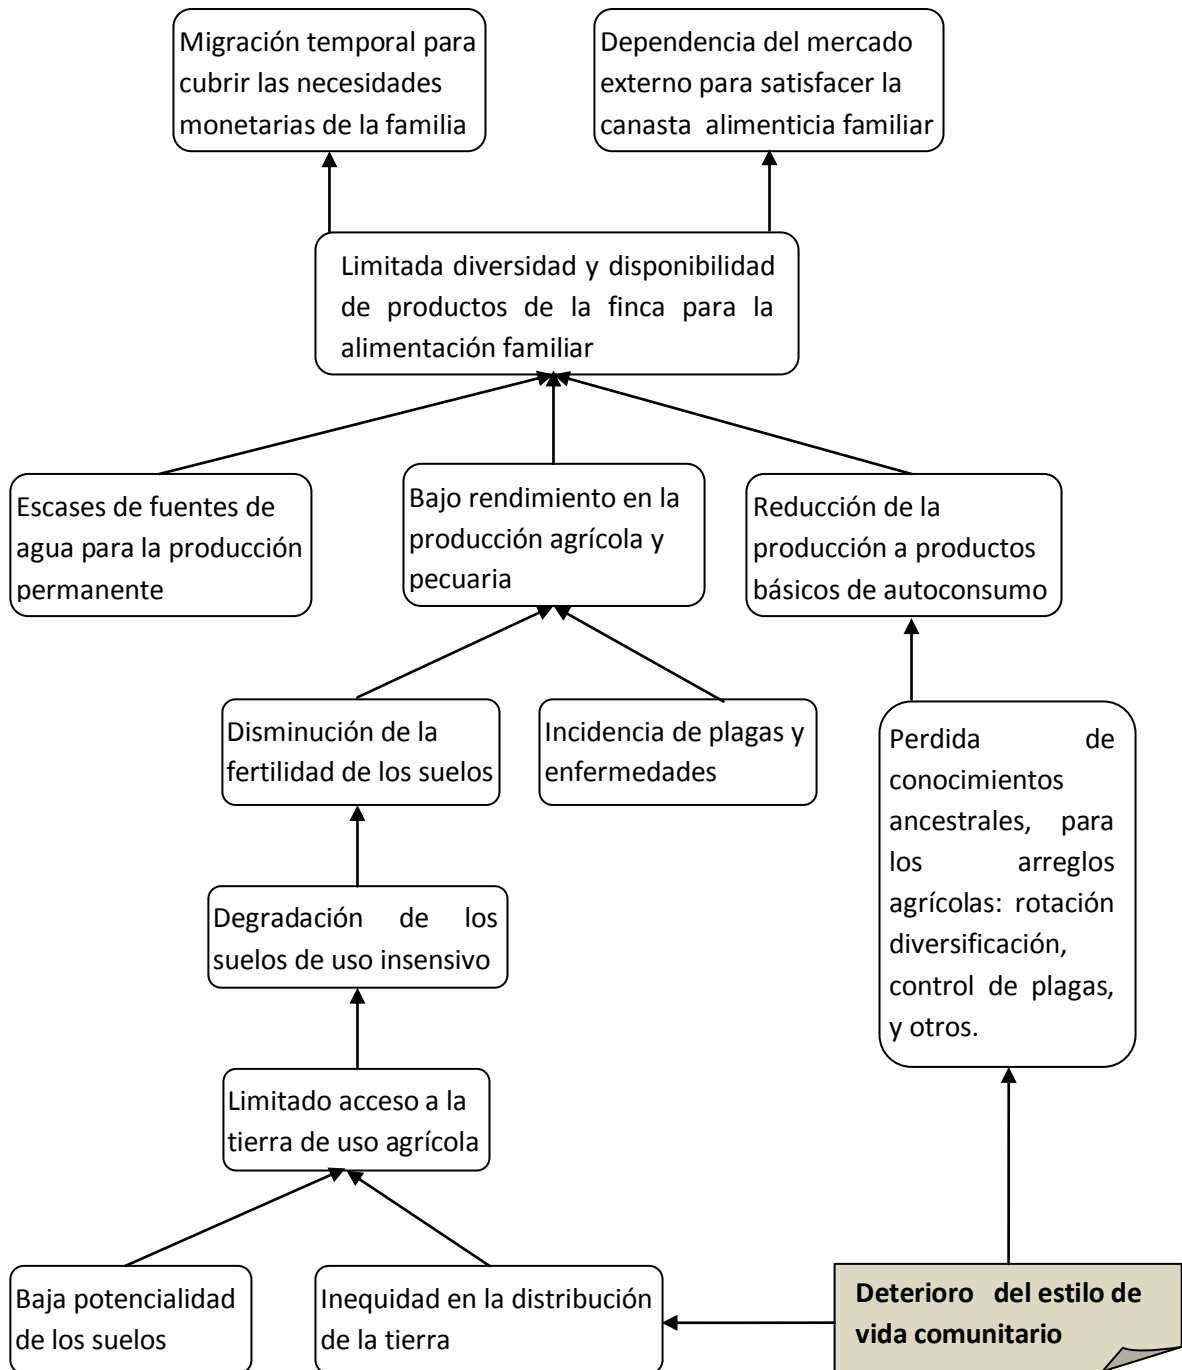 Migración temporal para
cubrir las necesidades
monetarias de la familia
Dependencia del mercado
externo para satisfacer la
canasta alimenticia familiar
Limitada diversidad y disponibilidad
de productos de la finca para la
alimentación familiar
Escases de fuentes de
agua para la producción
permanente
Bajo rendimiento en la
producción agrícola y
pecuaria
Reducción de la
producción a productos
básicos de autoconsumo
Disminución de la
fertilidad de los suelos
Incidencia de plagas y
enfermedades
Perdida de
conocimientos
ancestrales, para
los arreglos
agrícolas: rotación
diversificación,
control de plagas,
y otros.
Degradación de los
suelos de uso insensivo
Limitado acceso a la
tierra de uso agrícola
Baja potencialidad
de los suelos
Inequidad en la distribución
de la tierra
Deterioro del estilo de
vida comunitario